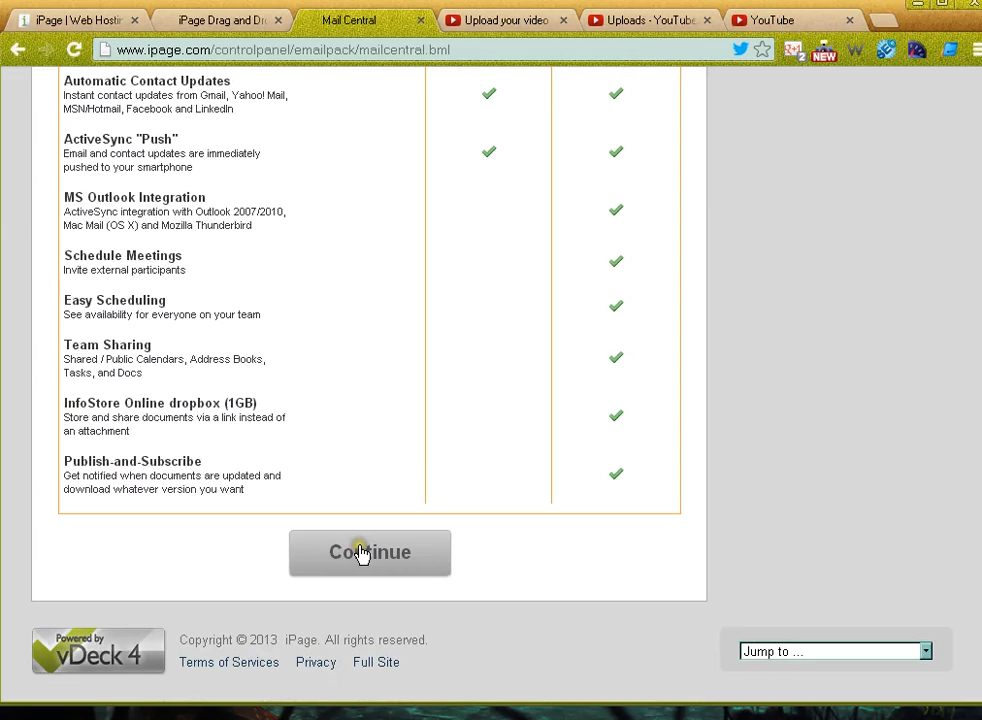 iPage | Web Hostin
iPage Drag and Dr
Mail Central
Upload your video
Uploads - YouTube
YouTube
www.ipage.com/controlpanel/emailpack/mailcentral.bml
2
NEW
W
Automatic Contact Updates
Instant contact updates from Gmail, Yahoo! Mail,
MSN/Hotmail, Facebook and LinkedIn
ActiveSync "Push"
Email and contact updates are immediately
pushed to your smartphone
MS Outlook Integration
ActiveSync integration with Outlook 2007/2010,
Mac Mail (OS X) and Mozilla Thunderbird
Schedule Meetings
Invite external participants
Easy Scheduling
See availability for everyone on your team
Team Sharing
Shared / Public Calendars, Address Books,
Tasks, and Docs
InfoStore Online dropbox (1GB)
Store and share documents via a link instead of
an attachment
Publish-and-Subscribe
Get notified when documents are updated and
download whatever version you want
Continue
Powered by
vDeck 4
Copyright © 2013 iPage. All rights reserved.
Terms of Services Privacy Full Site
Jump to ...